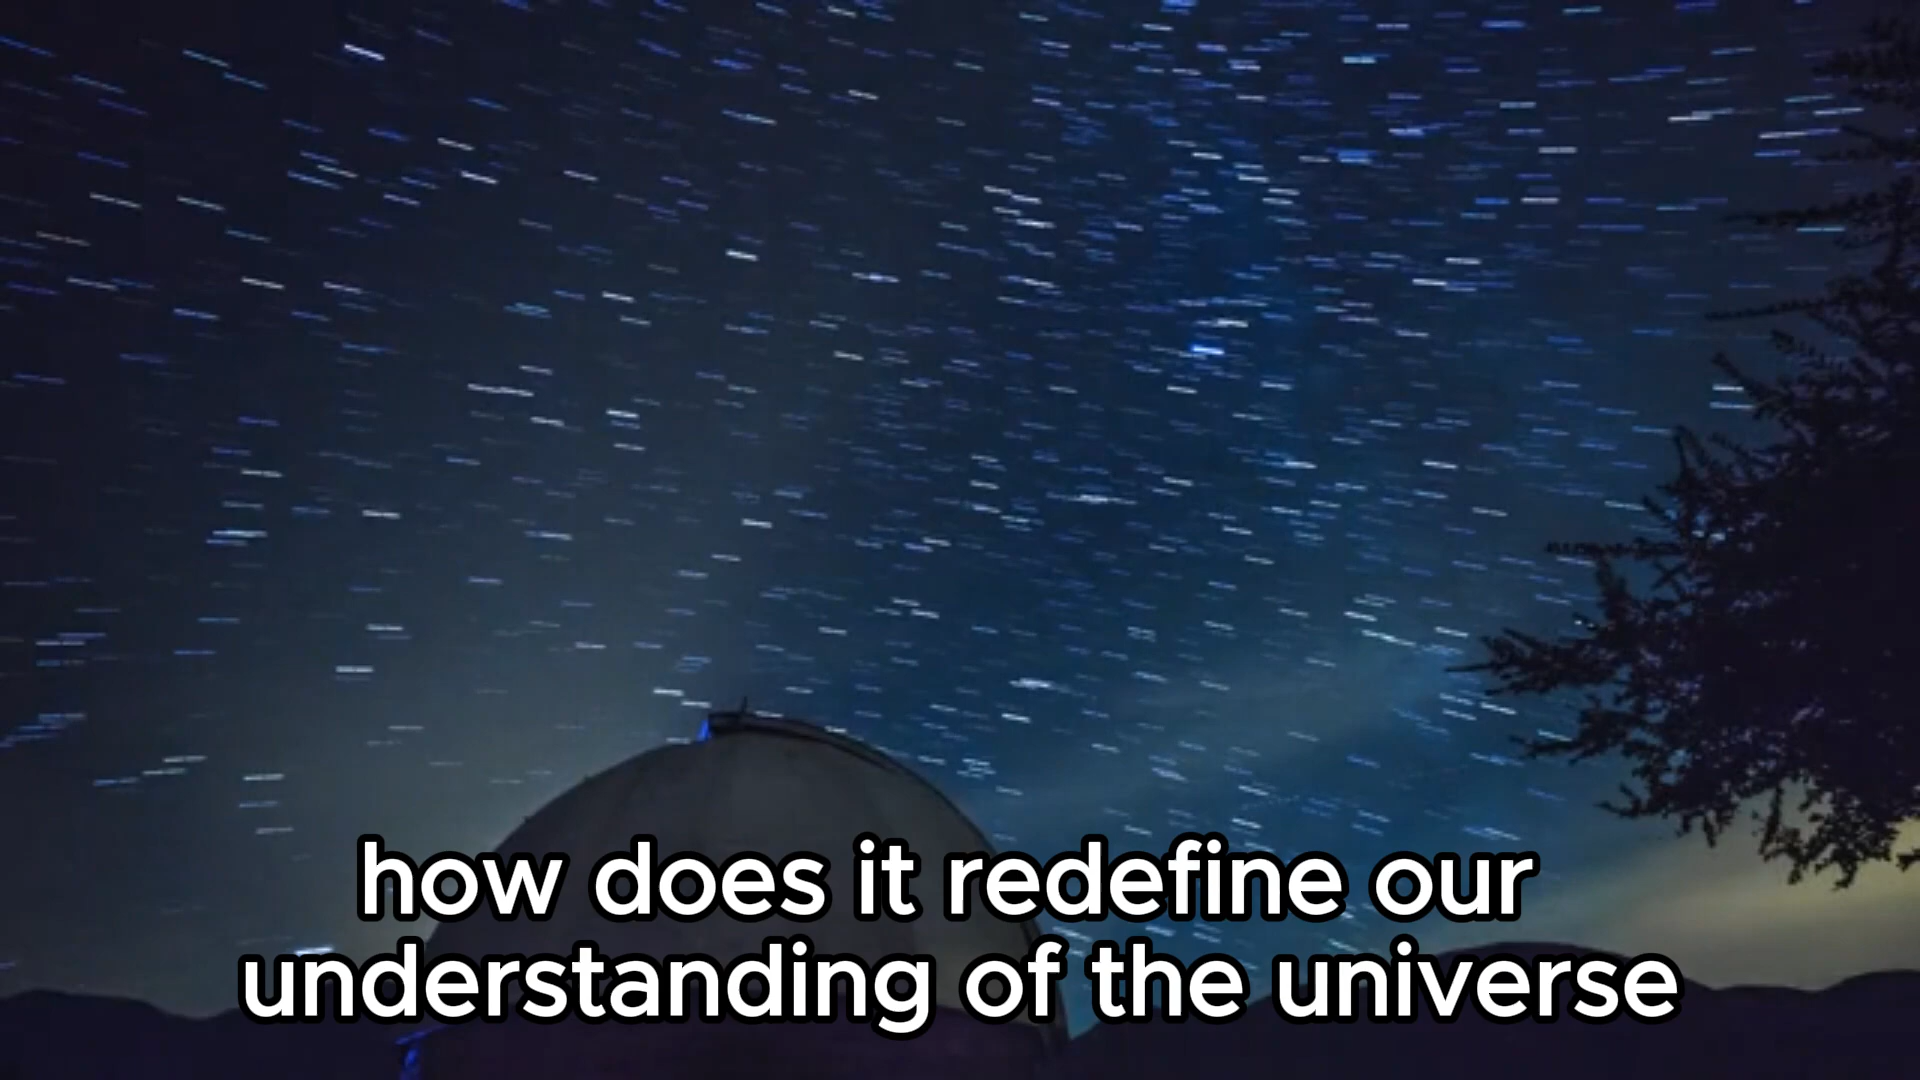 how does it redefine our
understanding of the universe